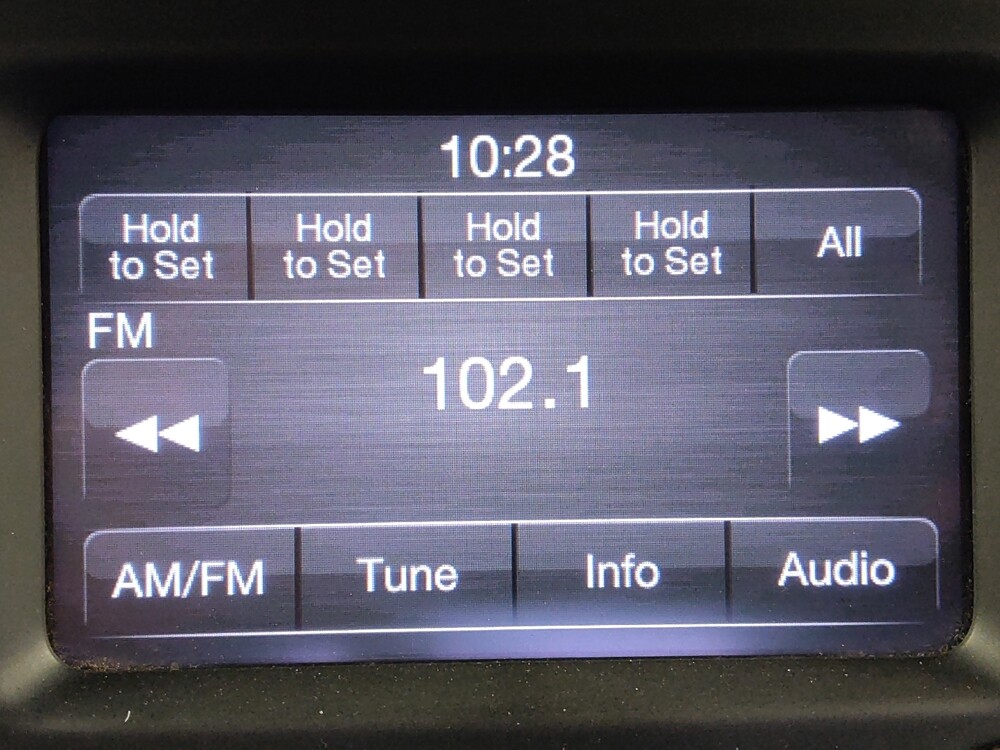 10:28
Hold to Set
Hold to Set
Hold to Set
Hold to Set
All
FM
102.1
AM/FM
Tune
Info
Audio